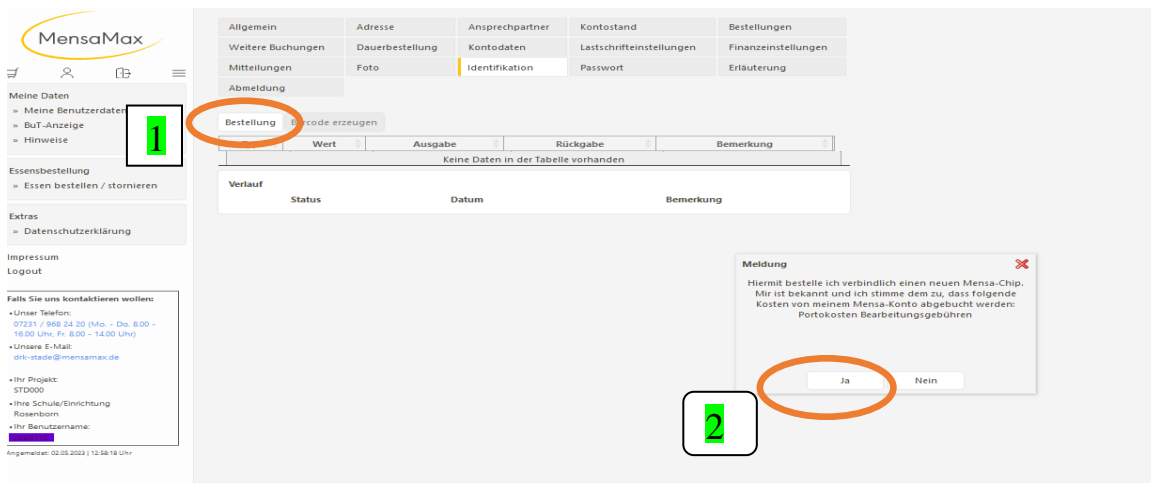 MensaMax
Meine Daten
» Meine Benutzerdaten
» BuT-Anzeige
» Hinweise
Essensbestellung
» Essen bestellen / stornieren
Extras
» Datenschutzerklärung
Impressum
Logout
Falls Sie uns kontaktieren wollen:
•Unser Telefon:
07231 / 968 24 20 (Mo. - Do. 8.00 -
16.00 Uhr, Fr. 8.00 - 14.00 Uhr)
•Unsere E-Mail:
drk-stade@mensamax.de
•Ihr Projekt:
STD000
•Ihre Schule/Einrichtung
Rosenborn
•Ihr Benutzername:
Angemeldet: 02.05.2023 | 12:58:18 Uhr
1
Allgemein Adresse Ansprechpartner Kontostand Bestellungen
Weitere Buchungen Dauerbestellung Kontodaten Lastschrifteinstellungen Finanzeinstellungen
Mitteilungen Foto Identifikation Passwort Erläuterung
Abmeldung
Bestellung Barcode erzeugen
Wert Ausgabe Rückgabe Bemerkung
Keine Daten in der Tabelle vorhanden
Verlauf
Status Datum Bemerkung
Meldung
Hiermit bestelle ich verbindlich einen neuen Mensa-Chip.
Mir ist bekannt und ich stimme dem zu, dass folgende
Kosten von meinem Mensa-Konto abgebucht werden:
Portokosten Bearbeitungsgebühren
Ja Nein
2